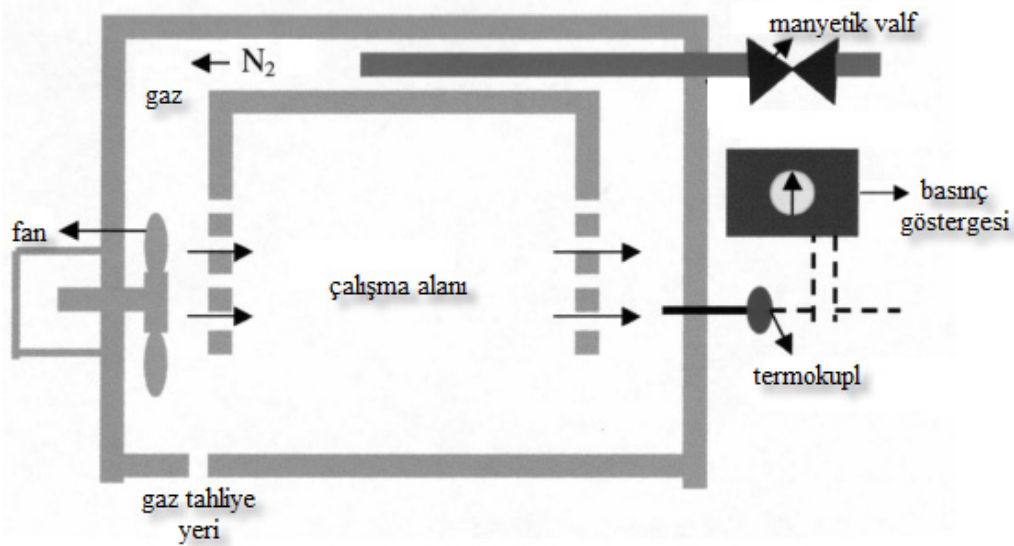 manyetik valf
N₂
gaz
basınç
göstergesi
fan
çalışma alanı
termokupl
gaz tahliye
yeri